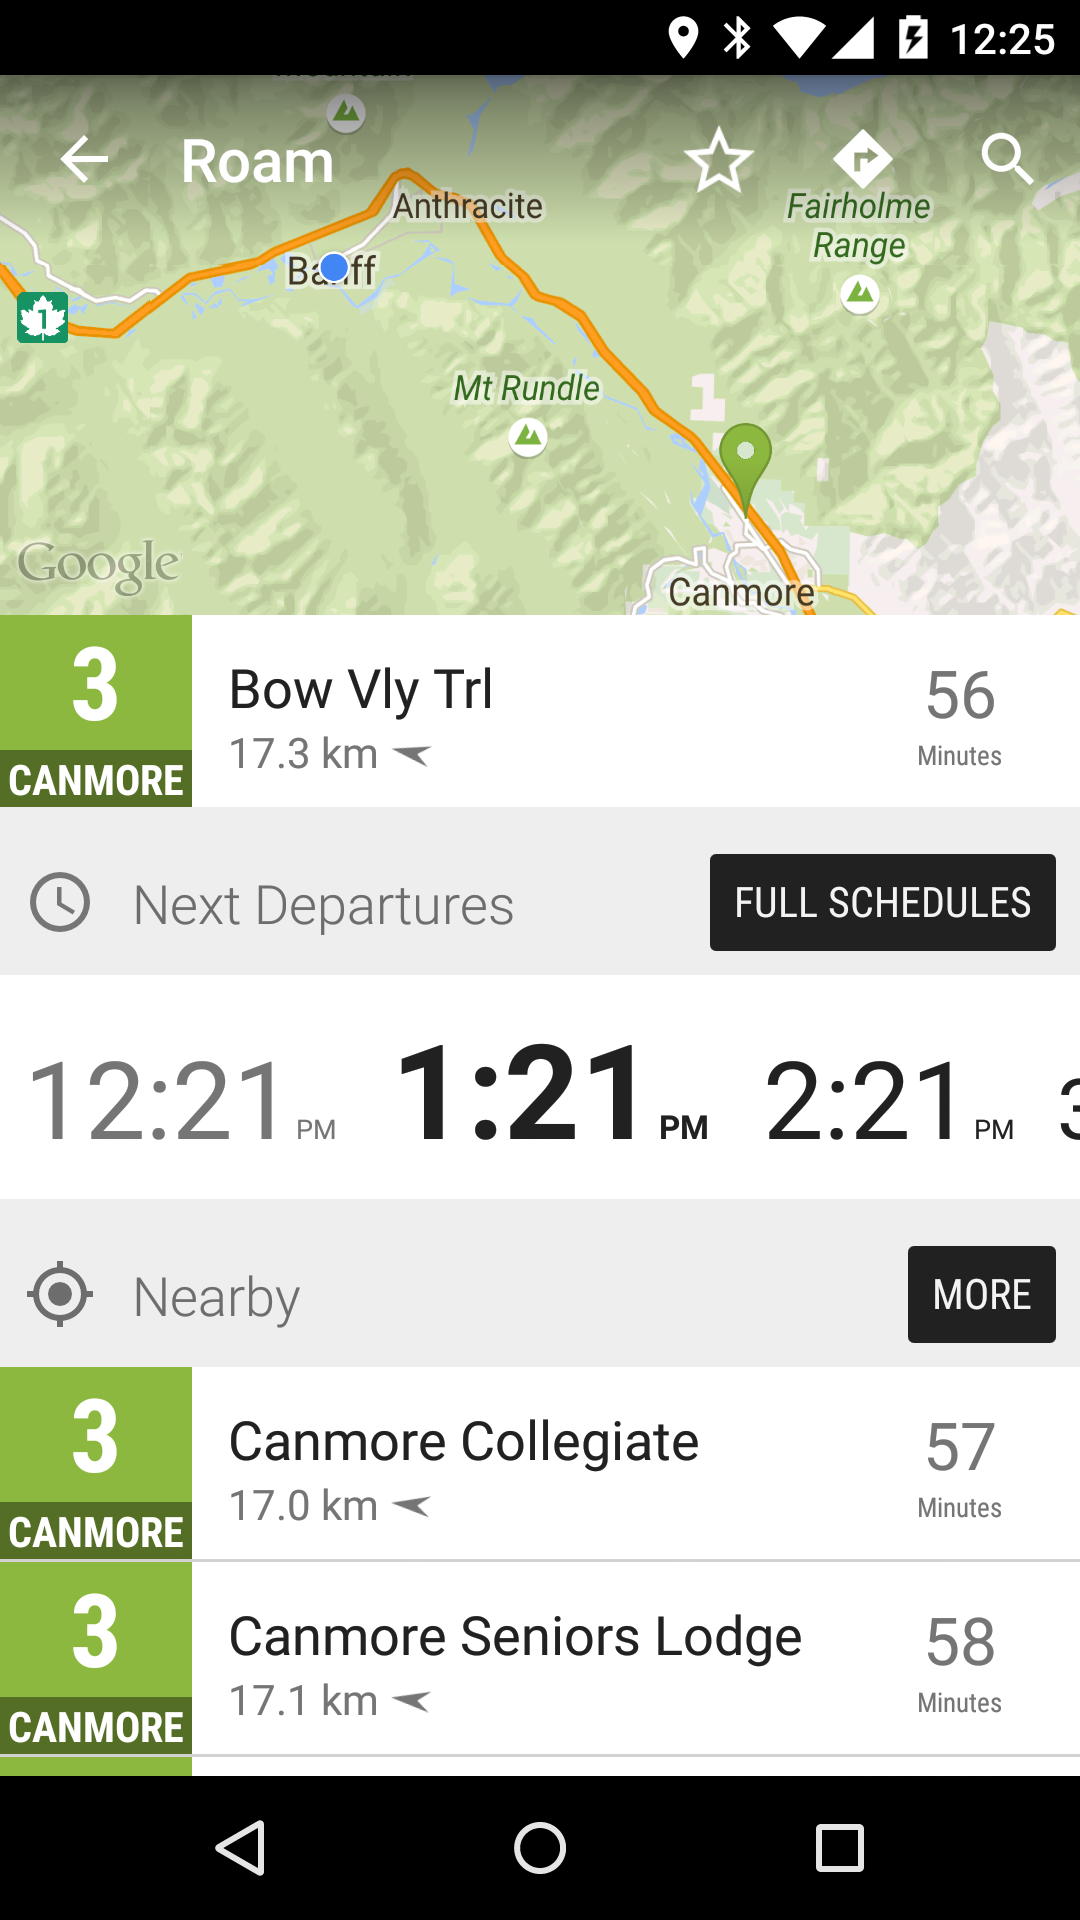 12:25
Roam
Anthracite
Fairholme
Range
Banff
1
Mt Rundle
Google
Canmore
3
CANMORE
Bow Vly Trl
17.3 km
56
Minutes
Next Departures
FULL SCHEDULES
12:21 PM
1:21 PM
2:21 PM
Nearby
MORE
3
CANMORE
Canmore Collegiate
17.0 km
57
Minutes
3
CANMORE
Canmore Seniors Lodge
17.1 km
58
Minutes